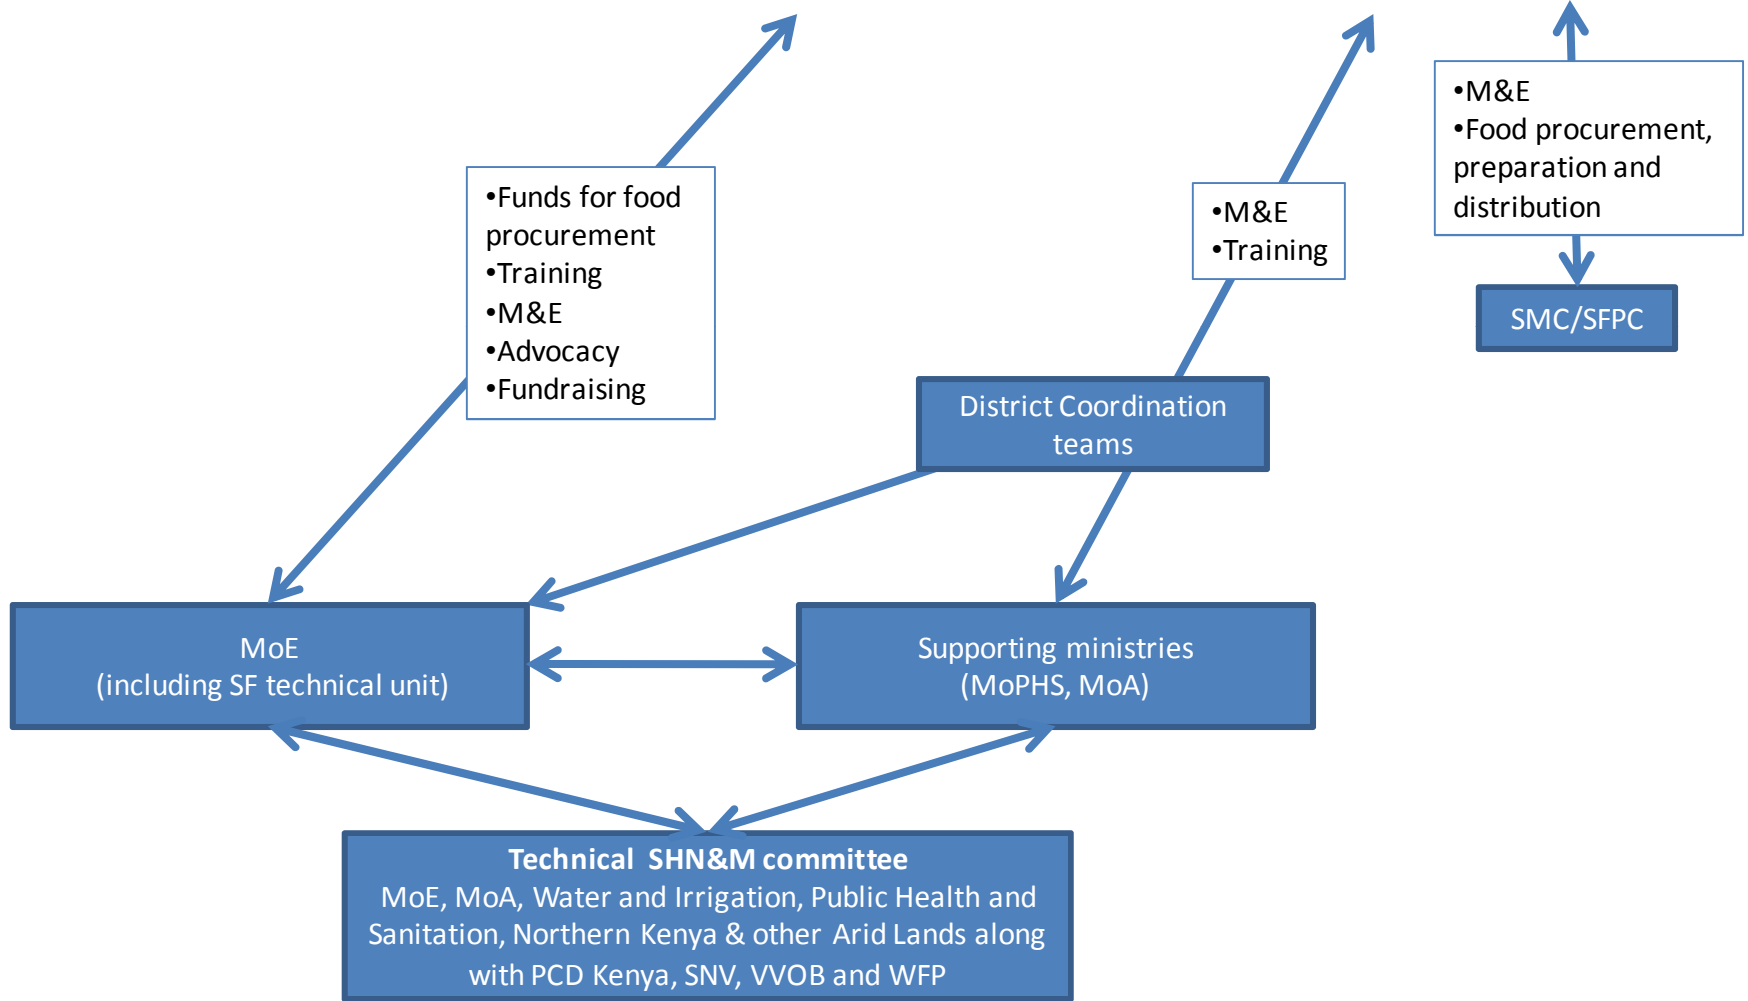 •M&E
•Food procurement,
preparation and
distribution
•Funds for food
procurement
•Training
•M&E
•Advocacy
•Fundraising
•M&E
•Training
SMC/SFPC
District Coordination
teams
MoE
(including SF technical unit)
Supporting ministries
(MoPHS, MoA)
Technical SHN&M committee
MoE, MoA, Water and Irrigation, Public Health and
Sanitation, Northern Kenya & other Arid Lands along
with PCD Kenya, SNV, VVOB and WFP